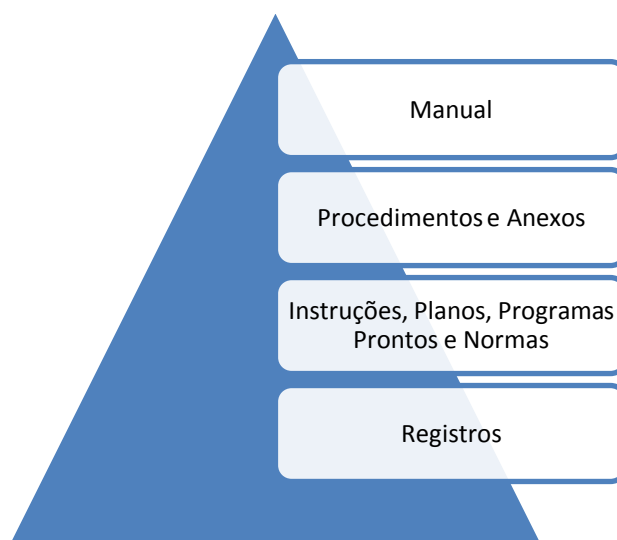 Manual
Procedimentos e Anexos
Instruções, Planos, Programas
Prontos e Normas
Registros